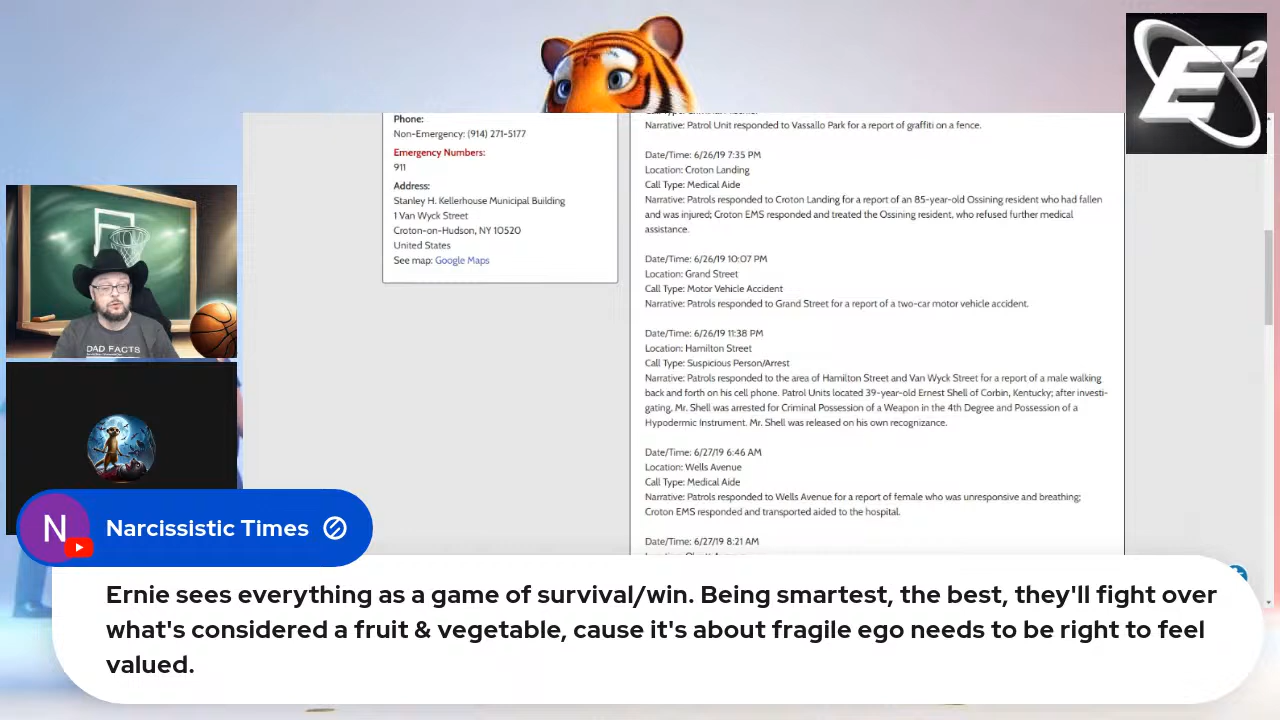 E²
Phone:
Non-Emergency: (914) 271-5177
Emergency Numbers:
911
Address:
Stanley H. Kellerhouse Municipal Building
1 Van Wyck Street
Croton-on-Hudson, NY 10520
United States
See map: Google Maps
Narrative: Patrol Unit responded to Vassallo Park for a report of graffiti on a fence.
Date/Time: 6/26/19 7:35 PM
Location: Croton Landing
Call Type: Medical Aide
Narrative: Patrols responded to Croton Landing for a report of an 85-year-old Ossining resident who had fallen
and was injured; Croton EMS responded and treated the Ossining resident, who refused further medical
assistance.
Date/Time: 6/26/19 10:07 PM
Location: Grand Street
Call Type: Motor Vehicle Accident
Narrative: Patrols responded to Grand Street for a report of a two-car motor vehicle accident.
Date/Time: 6/26/19 11:38 PM
Location: Hamilton Street
Call Type: Suspicious Person/Arrest
Narrative: Patrols responded to the area of Hamilton Street and Van Wyck Street for a report of a male walking
back and forth on his cell phone. Patrol Units located 39-year-old Ernest Shell of Corbin, Kentucky; after investi-
gating, Mr. Shell was arrested for Criminal Possession of a Weapon in the 4th Degree and Possession of a
Hypodermic Instrument. Mr. Shell was released on his own recognizance.
Date/Time: 6/27/19 6:46 AM
Location: Wells Avenue
Call Type: Medical Aide
Narrative: Patrols responded to Wells Avenue for a report of female who was unresponsive and breathing;
Croton EMS responded and transported aided to the hospital.
Date/Time: 6/27/19 8:21 AM
DAD FACTS
N
Narcissistic Times
Ernie sees everything as a game of survival/win. Being smartest, the best, they'll fight over
what's considered a fruit & vegetable, cause it's about fragile ego needs to be right to feel
valued.